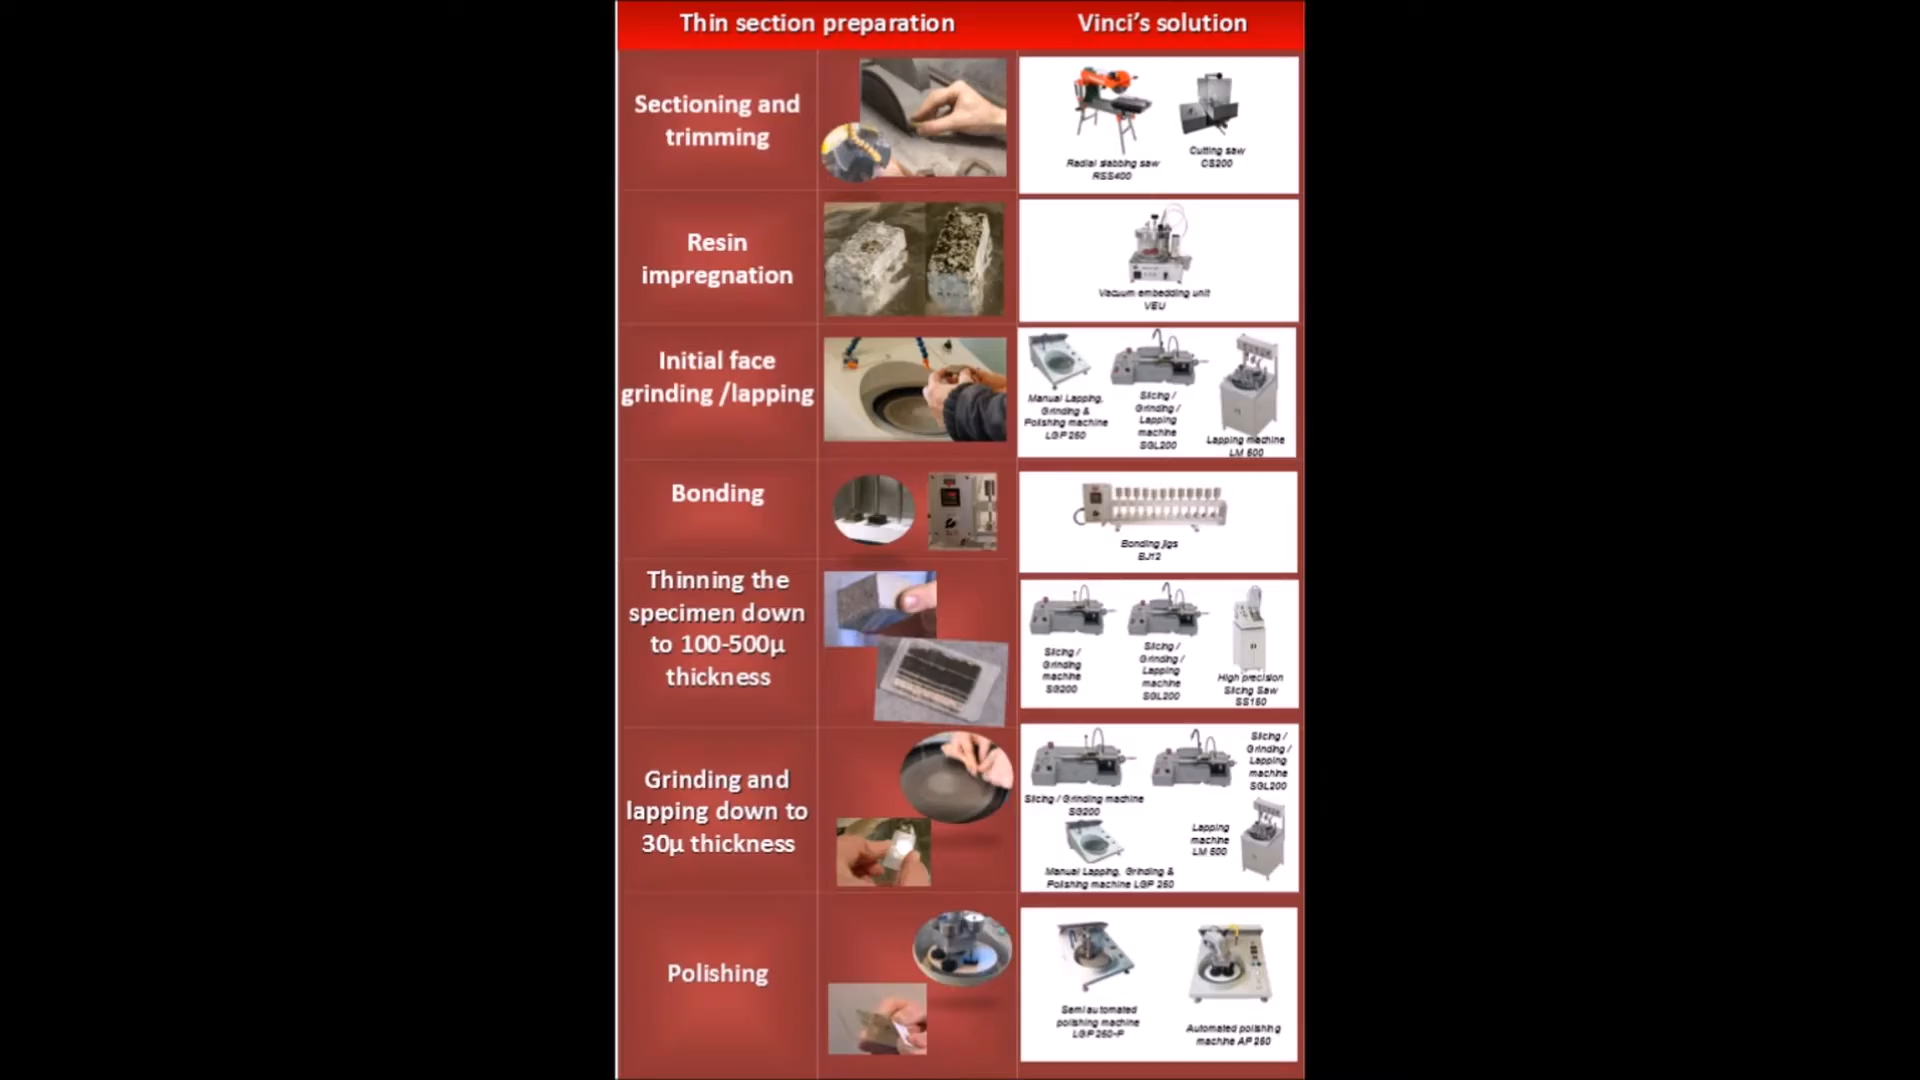 Thin section preparation
Vinci's solution
Sectioning and
trimming
Radial slabbing saw
RSS400
Cutting saw
CS200
Resin
impregnation
Vacuum embedding unit
VEU
Initial face
grinding /lapping
Manual Lapping,
Grinding &
Polishing machine
LGP 250
Slicing /
Grinding /
Lapping
machine
SGL200
Lapping machine
LM 600
Bonding
Bonding jigs
BJ12
Thinning the
specimen down
to 100-500µ
thickness
Slicing /
Grinding
machine
SG200
Slicing /
Grinding /
Lapping
machine
SGL200
High precision
Slicing Saw
SS150
Grinding and
lapping down to
30µ thickness
Slicing / Grinding machine
SG200
Slicing /
Grinding /
Lapping
machine
SGL200
Manual Lapping, Grinding &
Polishing machine LGP 250
Lapping
machine
LM 600
Polishing
Semi automated
polishing machine
LGP 250-P
Automated polishing
machine AP 250